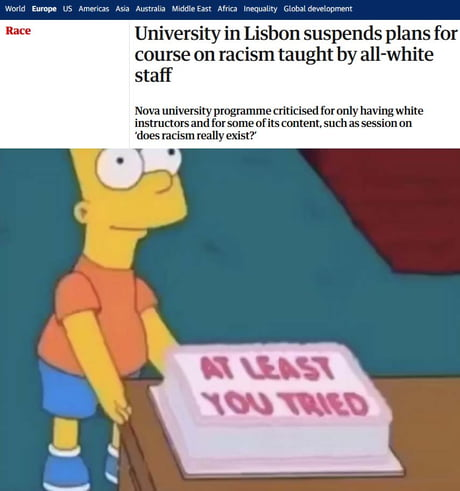 World Europe US Americas Asia Australia Middle East Africa Inequality Global development
Race
University in Lisbon suspends plans for
course on racism taught by all-white
staff
Nova university programme criticised for only having white
instructors and for some of its content, such as session on
'does racism really exist?'
AT LEAST
YOU TRIED